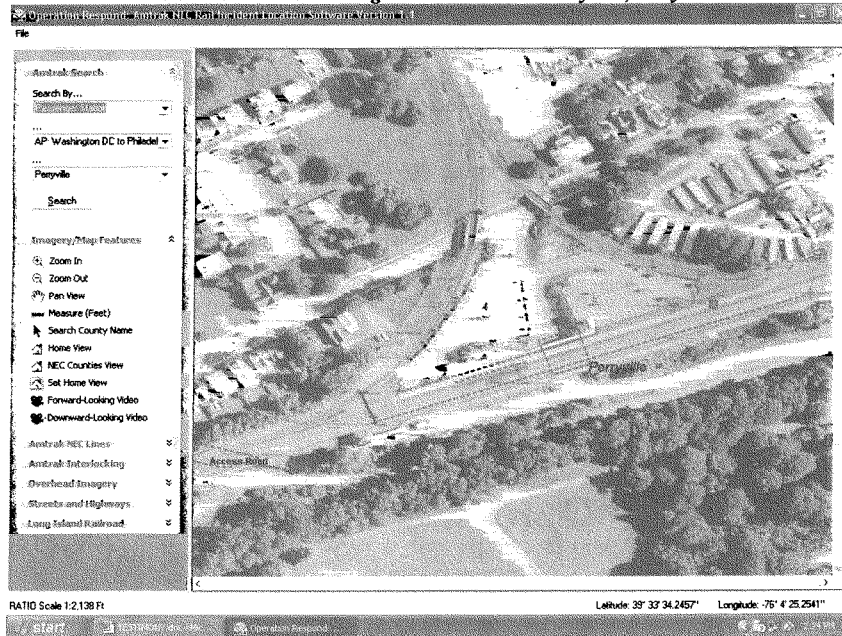 Operation Respond- Amtrak NEC Rail Incident Location Software Version 1.1
File
Amtrak Search
Search By...
...
AP Washington DC to Philadel
...
Perryville
Search
Imagery/Map Features
Zoom In
Zoom Out
Pan View
Measure (Feet)
Search County Name
Home View
NEC Counties View
Set Home View
Forward-Looking Video
Downward-Looking Video
Amtrak NEC Lines
Amtrak Interlocking
Overhead Imagery
Streets and Highways
Long Island Railroad
4
Perryville
Access Road
RATIO Scale 1:2,138 Ft
Latitude: 39° 33' 34.2457"
Longitude: -76° 4' 25.2541"
start
Operation Respond